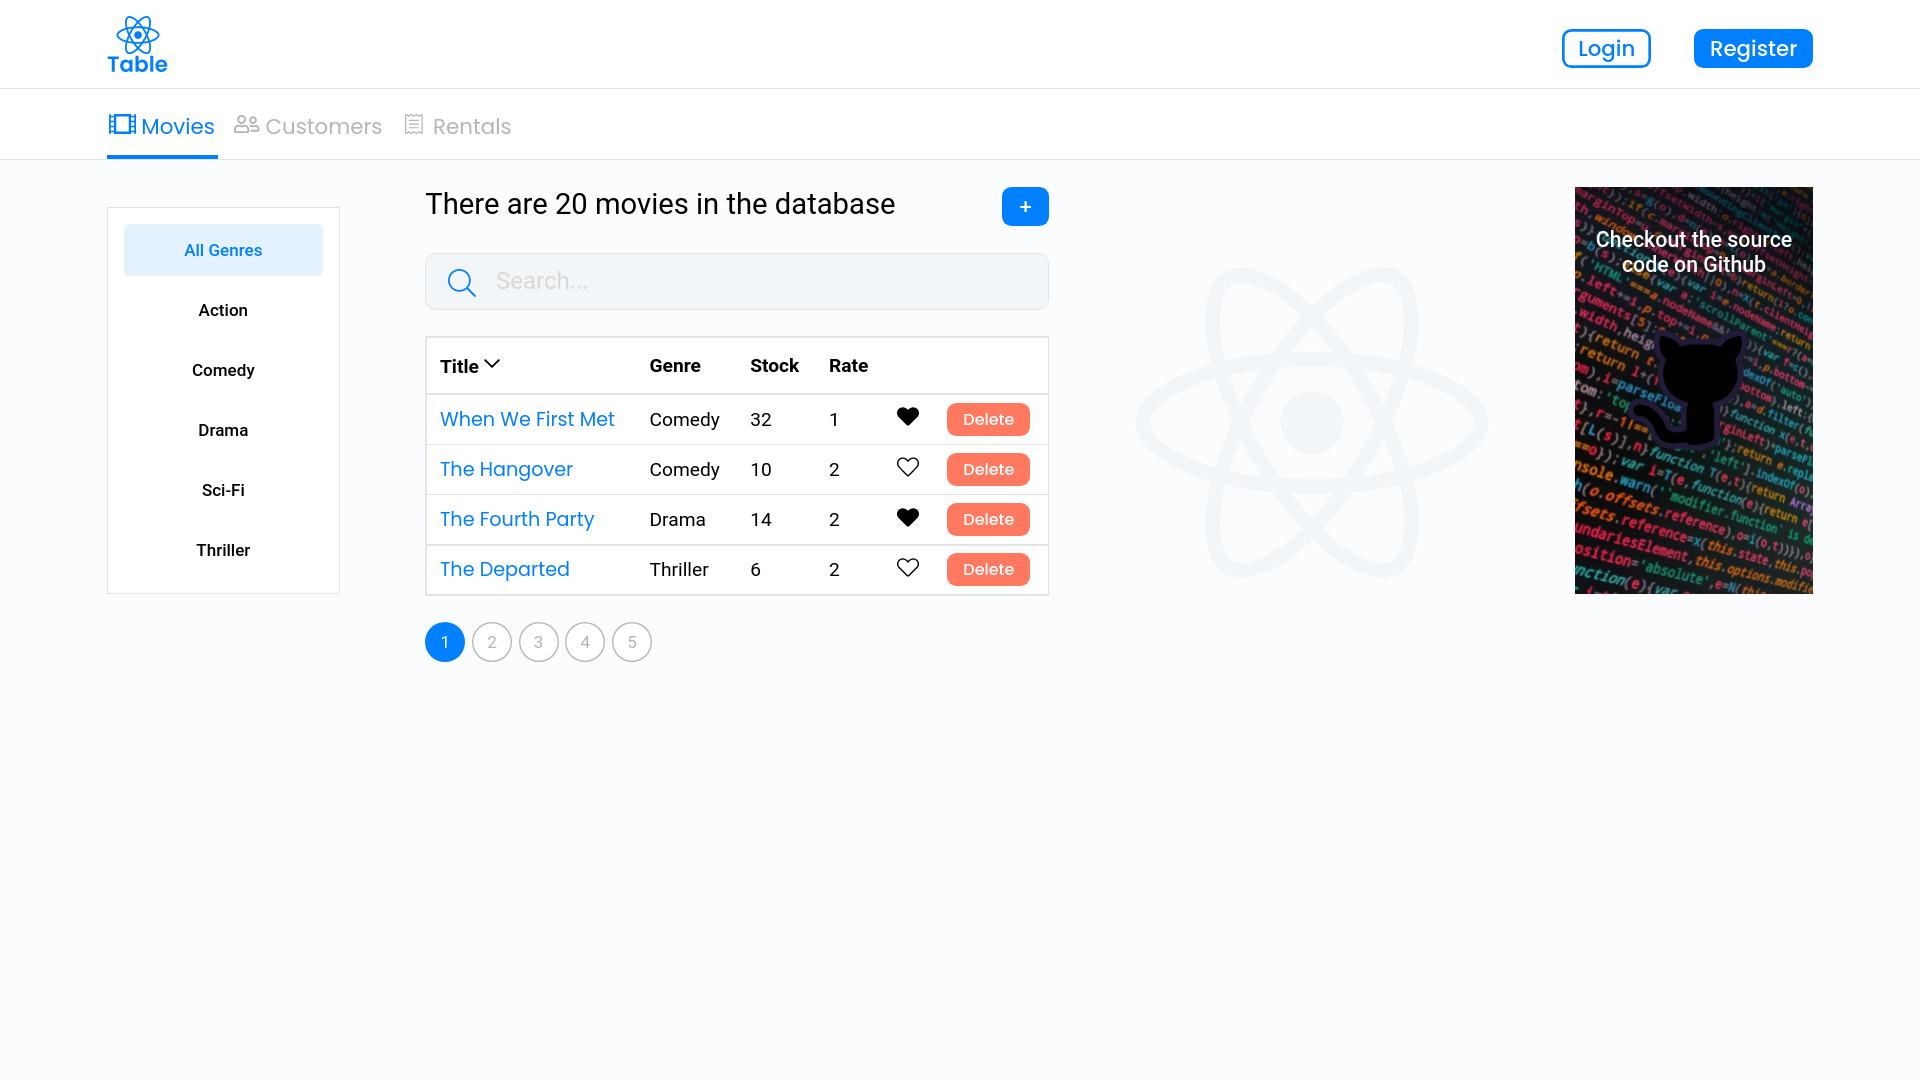 Table
Login
Register
Movies
Customers
Rentals
All Genres
Action
Comedy
Drama
Sci-Fi
Thriller
There are 20 movies in the database
+
Search...
Title Genre Stock Rate
When We First Met Comedy 32 1 Delete
The Hangover Comedy 10 2 Delete
The Fourth Party Drama 14 2 Delete
The Departed Thriller 6 2 Delete
1 2 3 4 5
Checkout the source
code on Github